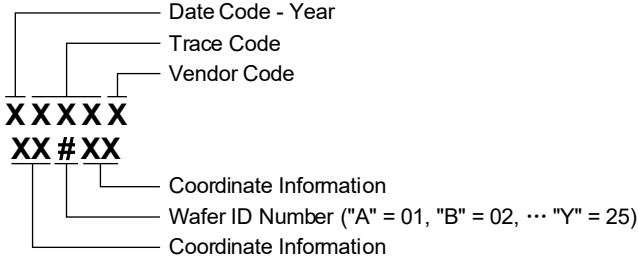 Date Code - Year
Trace Code
Vendor Code
XXXXX
XX # XX
Coordinate Information
Wafer ID Number ("A" = 01, "B" = 02, ··· "Y" = 25)
Coordinate Information